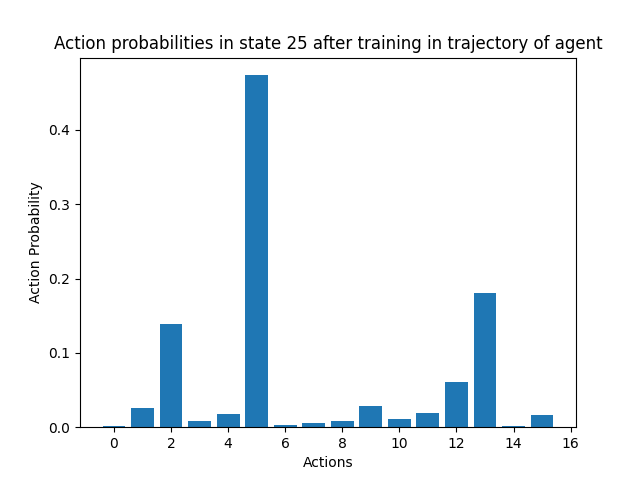 Action probabilities in state 25 after training in trajectory of agent
Action Probability
0.4
0.3
0.2
0.1
0.0
0 2 4 6 8 10 12 14 16
Actions